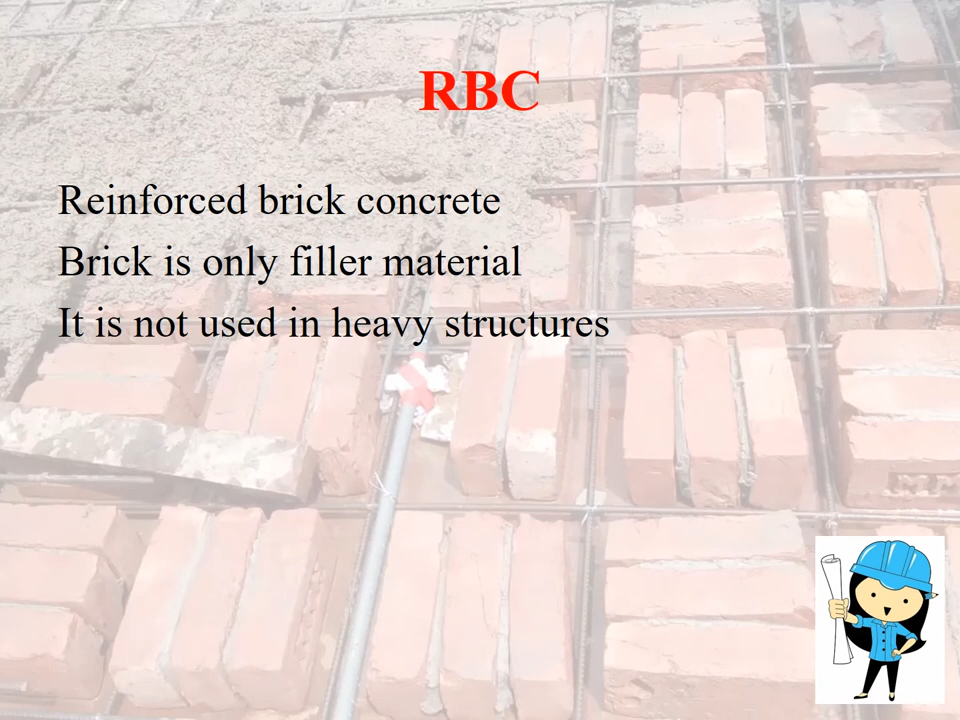 RBC
Reinforced brick concrete
Brick is only filler material
It is not used in heavy structures